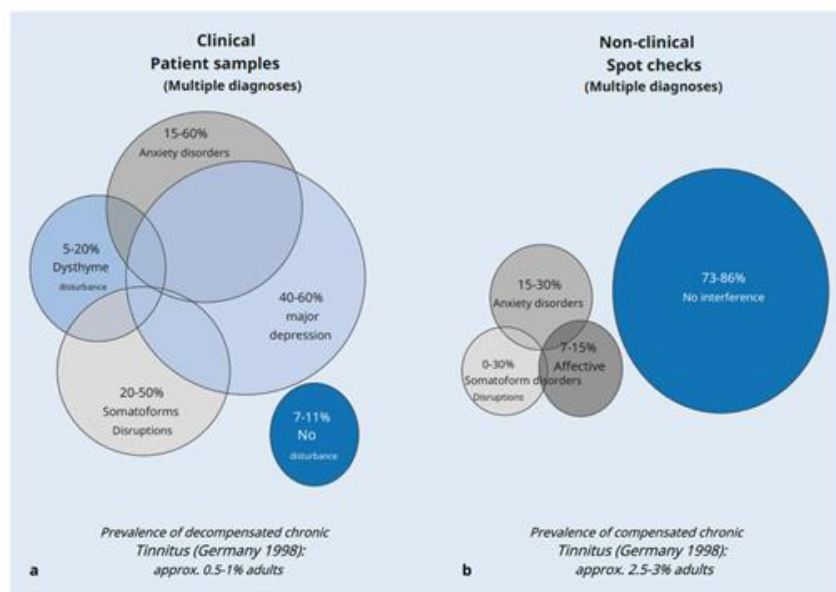 Clinical
Patient samples
(Multiple diagnoses)
15-60%
Anxiety disorders
5-20%
Dysthyme
disturbance
40-60%
major
depression
20-50%
Somatoforms
Disruptions
7-11%
No
disturbance
Prevalence of decompensated chronic
Tinnitus (Germany 1998):
approx. 0.5-1% adults
a
Non-clinical
Spot checks
(Multiple diagnoses)
15-30%
Anxiety disorders
73-86%
No interference
7-15%
Affective
0-30%
Somatoform disorders
Disruptions
Prevalence of compensated chronic
Tinnitus (Germany 1998):
approx. 2.5-3% adults
b